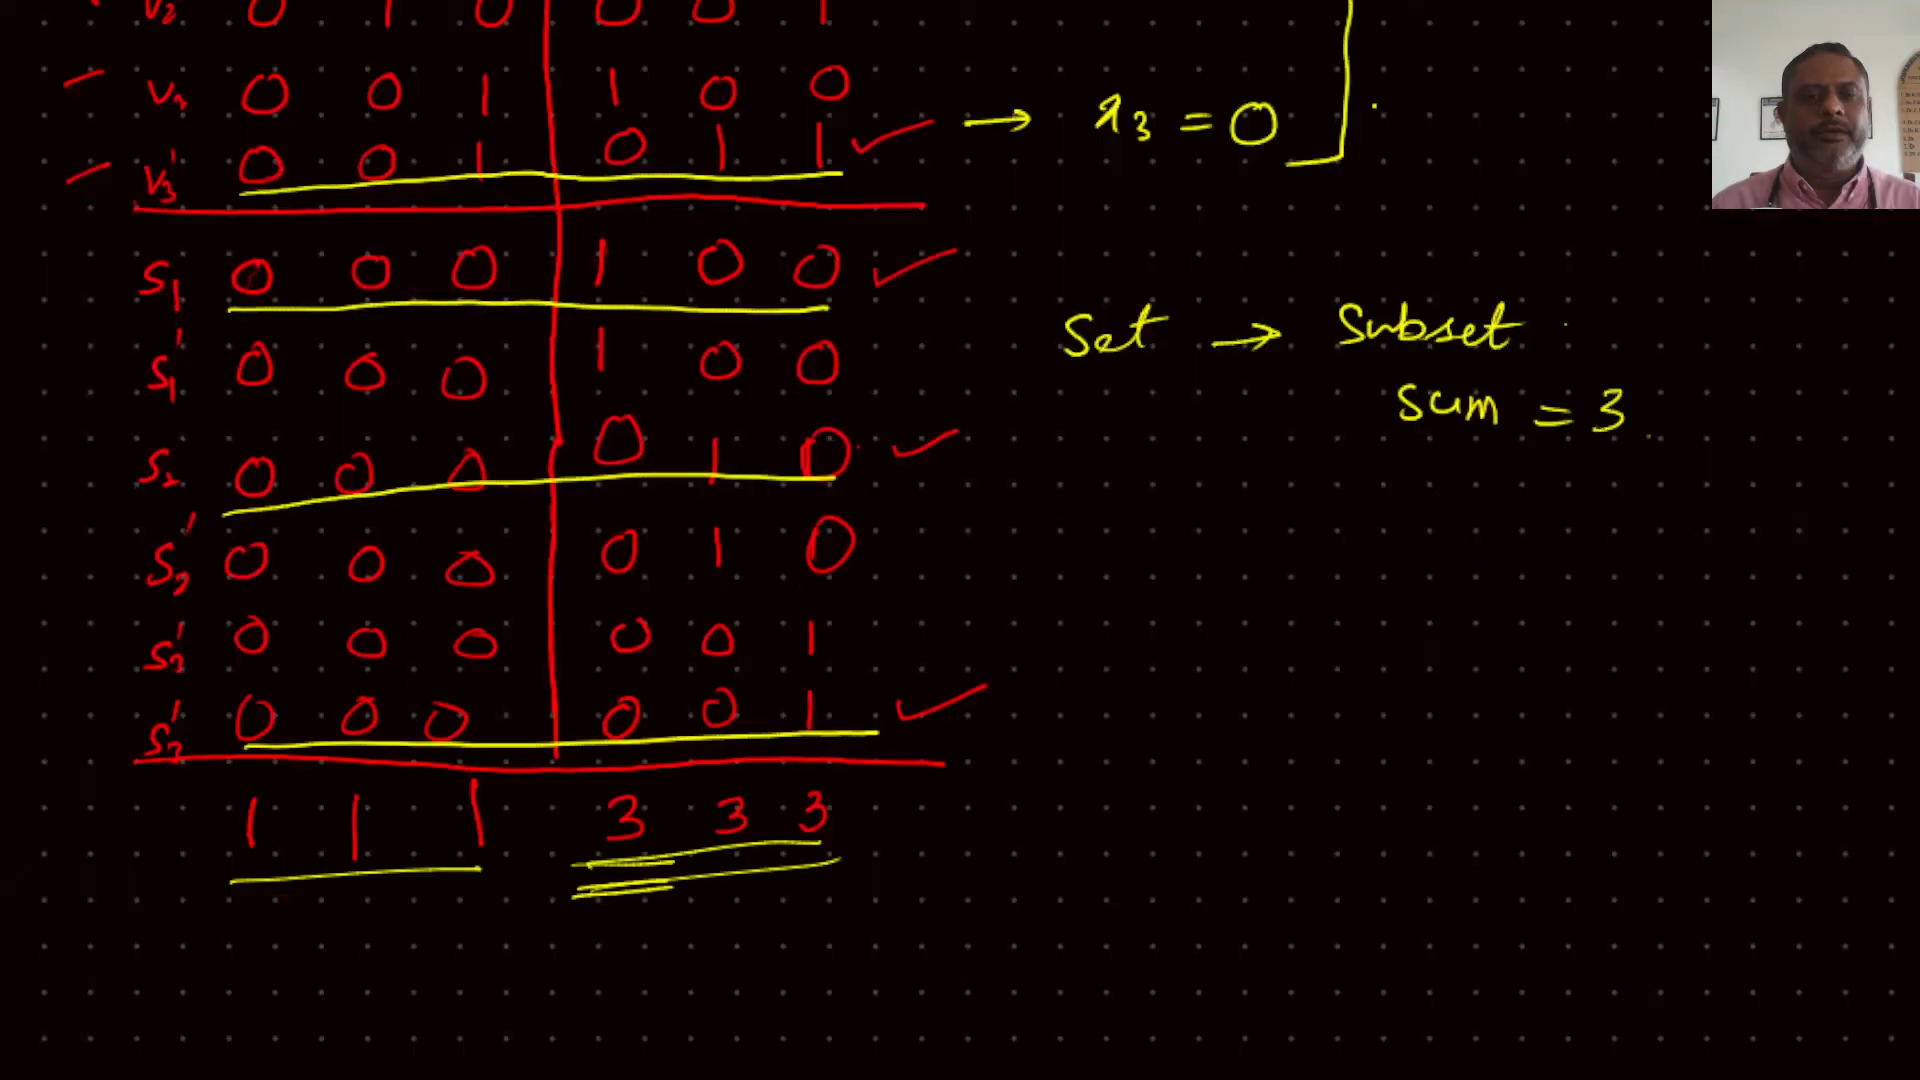 V₂' 0 1 0 0 0 1
V₃ 0 0 1 1 0 0
V₃' 0 0 1 0 1 1 ✓ → x₃ = 0
S₁ 0 0 0 1 0 0 ✓
S₁' 0 0 0 1 0 0
S₂ 0 0 0 0 1 0 ✓
S₂' 0 0 0 0 1 0
S₃' 0 0 0 0 0 1
S₃' 0 0 0 0 0 1 ✓
1 1 1 3 3 3
Set → Subset
sum = 3